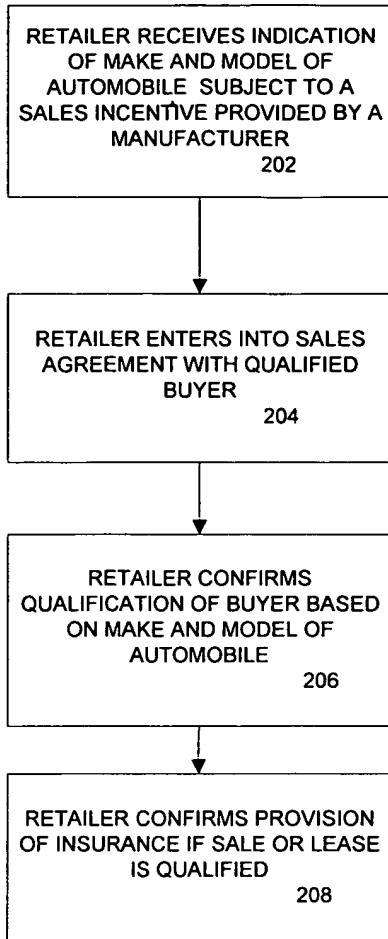 RETAILER RECEIVES INDICATION
OF MAKE AND MODEL OF
AUTOMOBILE SUBJECT TO A
SALES INCENTIVE PROVIDED BY A
MANUFACTURER
202
RETAILER ENTERS INTO SALES
AGREEMENT WITH QUALIFIED
BUYER
204
RETAILER CONFIRMS
QUALIFICATION OF BUYER BASED
ON MAKE AND MODEL OF
AUTOMOBILE
206
RETAILER CONFIRMS PROVISION
OF INSURANCE IF SALE OR LEASE
IS QUALIFIED
208